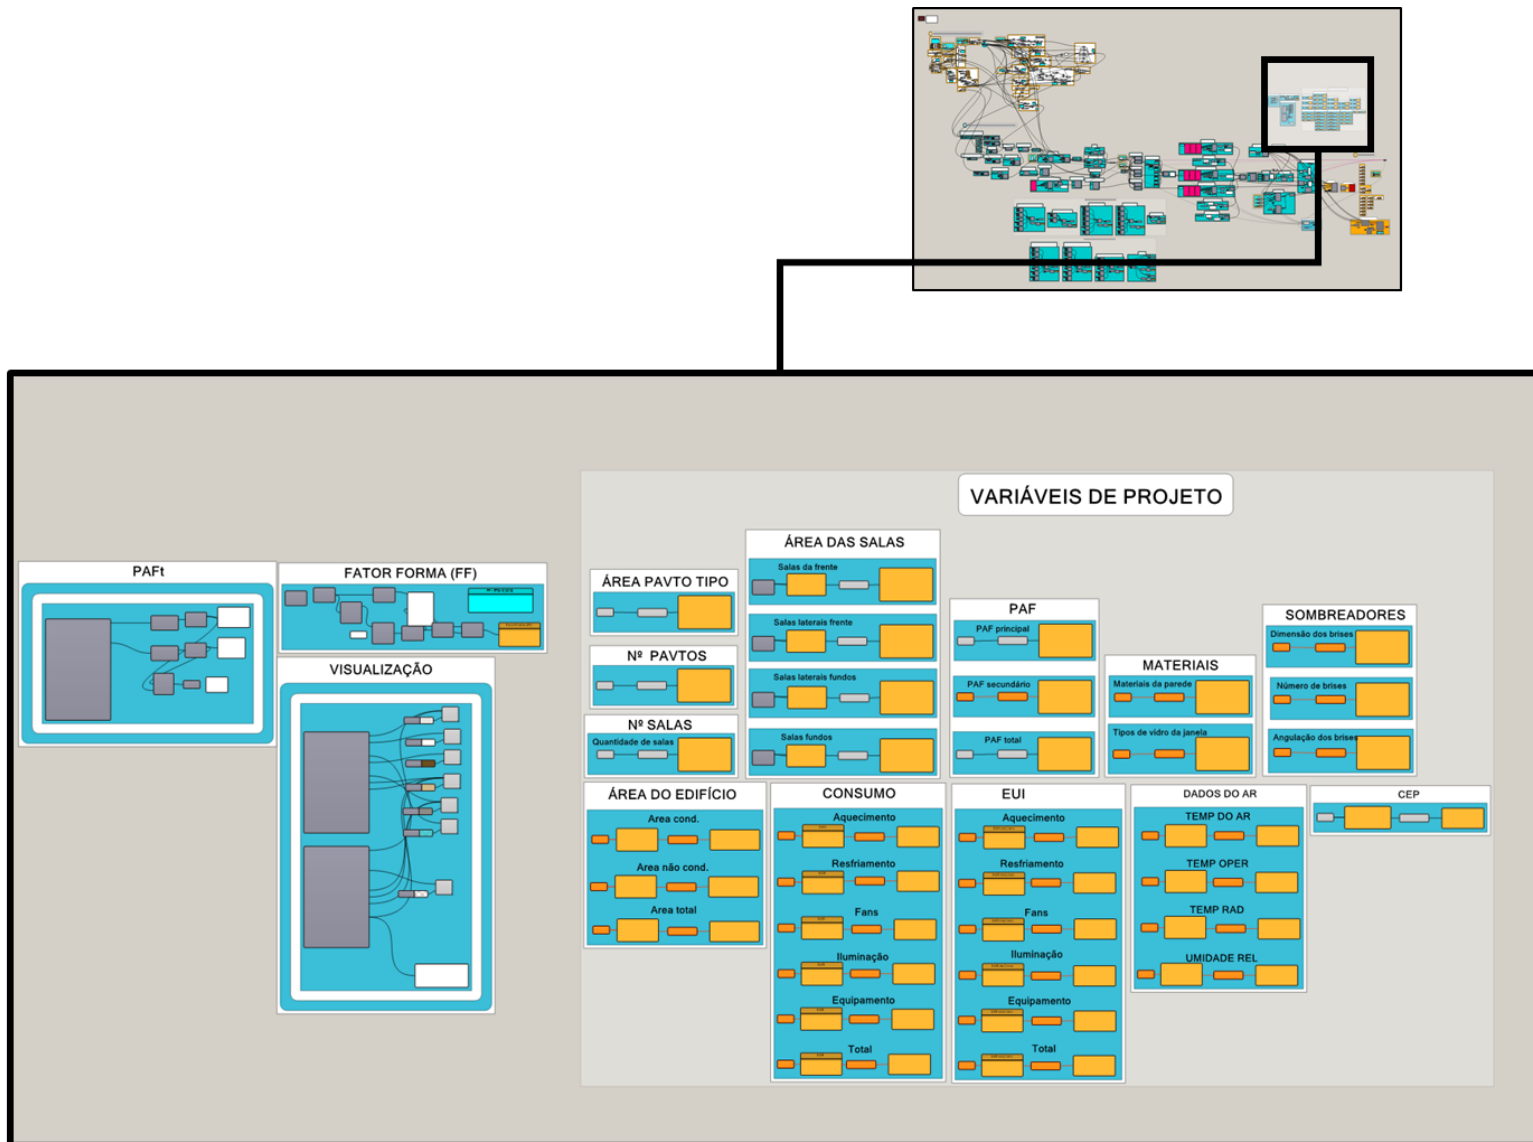 VARIÁVEIS DE PROJETO
PAFt
FATOR FORMA (FF)
VISUALIZAÇÃO
ÁREA PAVTO TIPO
Nº PAVTOS
Nº SALAS
Quantidade de salas
ÁREA DAS SALAS
Salas da frente
Salas laterais frente
Salas laterais fundos
Salas fundos
PAF
PAF principal
PAF secundário
PAF total
MATERIAIS
Materiais da parede
Tipos de vidro da janela
SOMBREADORES
Dimensão dos brises
Número de brises
Angulação dos brises
ÁREA DO EDIFÍCIO
Area cond.
Area não cond.
Area total
CONSUMO
Aquecimento
Resfriamento
Fans
Iluminação
Equipamento
Total
EUI
Aquecimento
Resfriamento
Fans
Iluminação
Equipamento
Total
DADOS DO AR
TEMP DO AR
TEMP OPER
TEMP RAD
UMIDADE REL
CEP